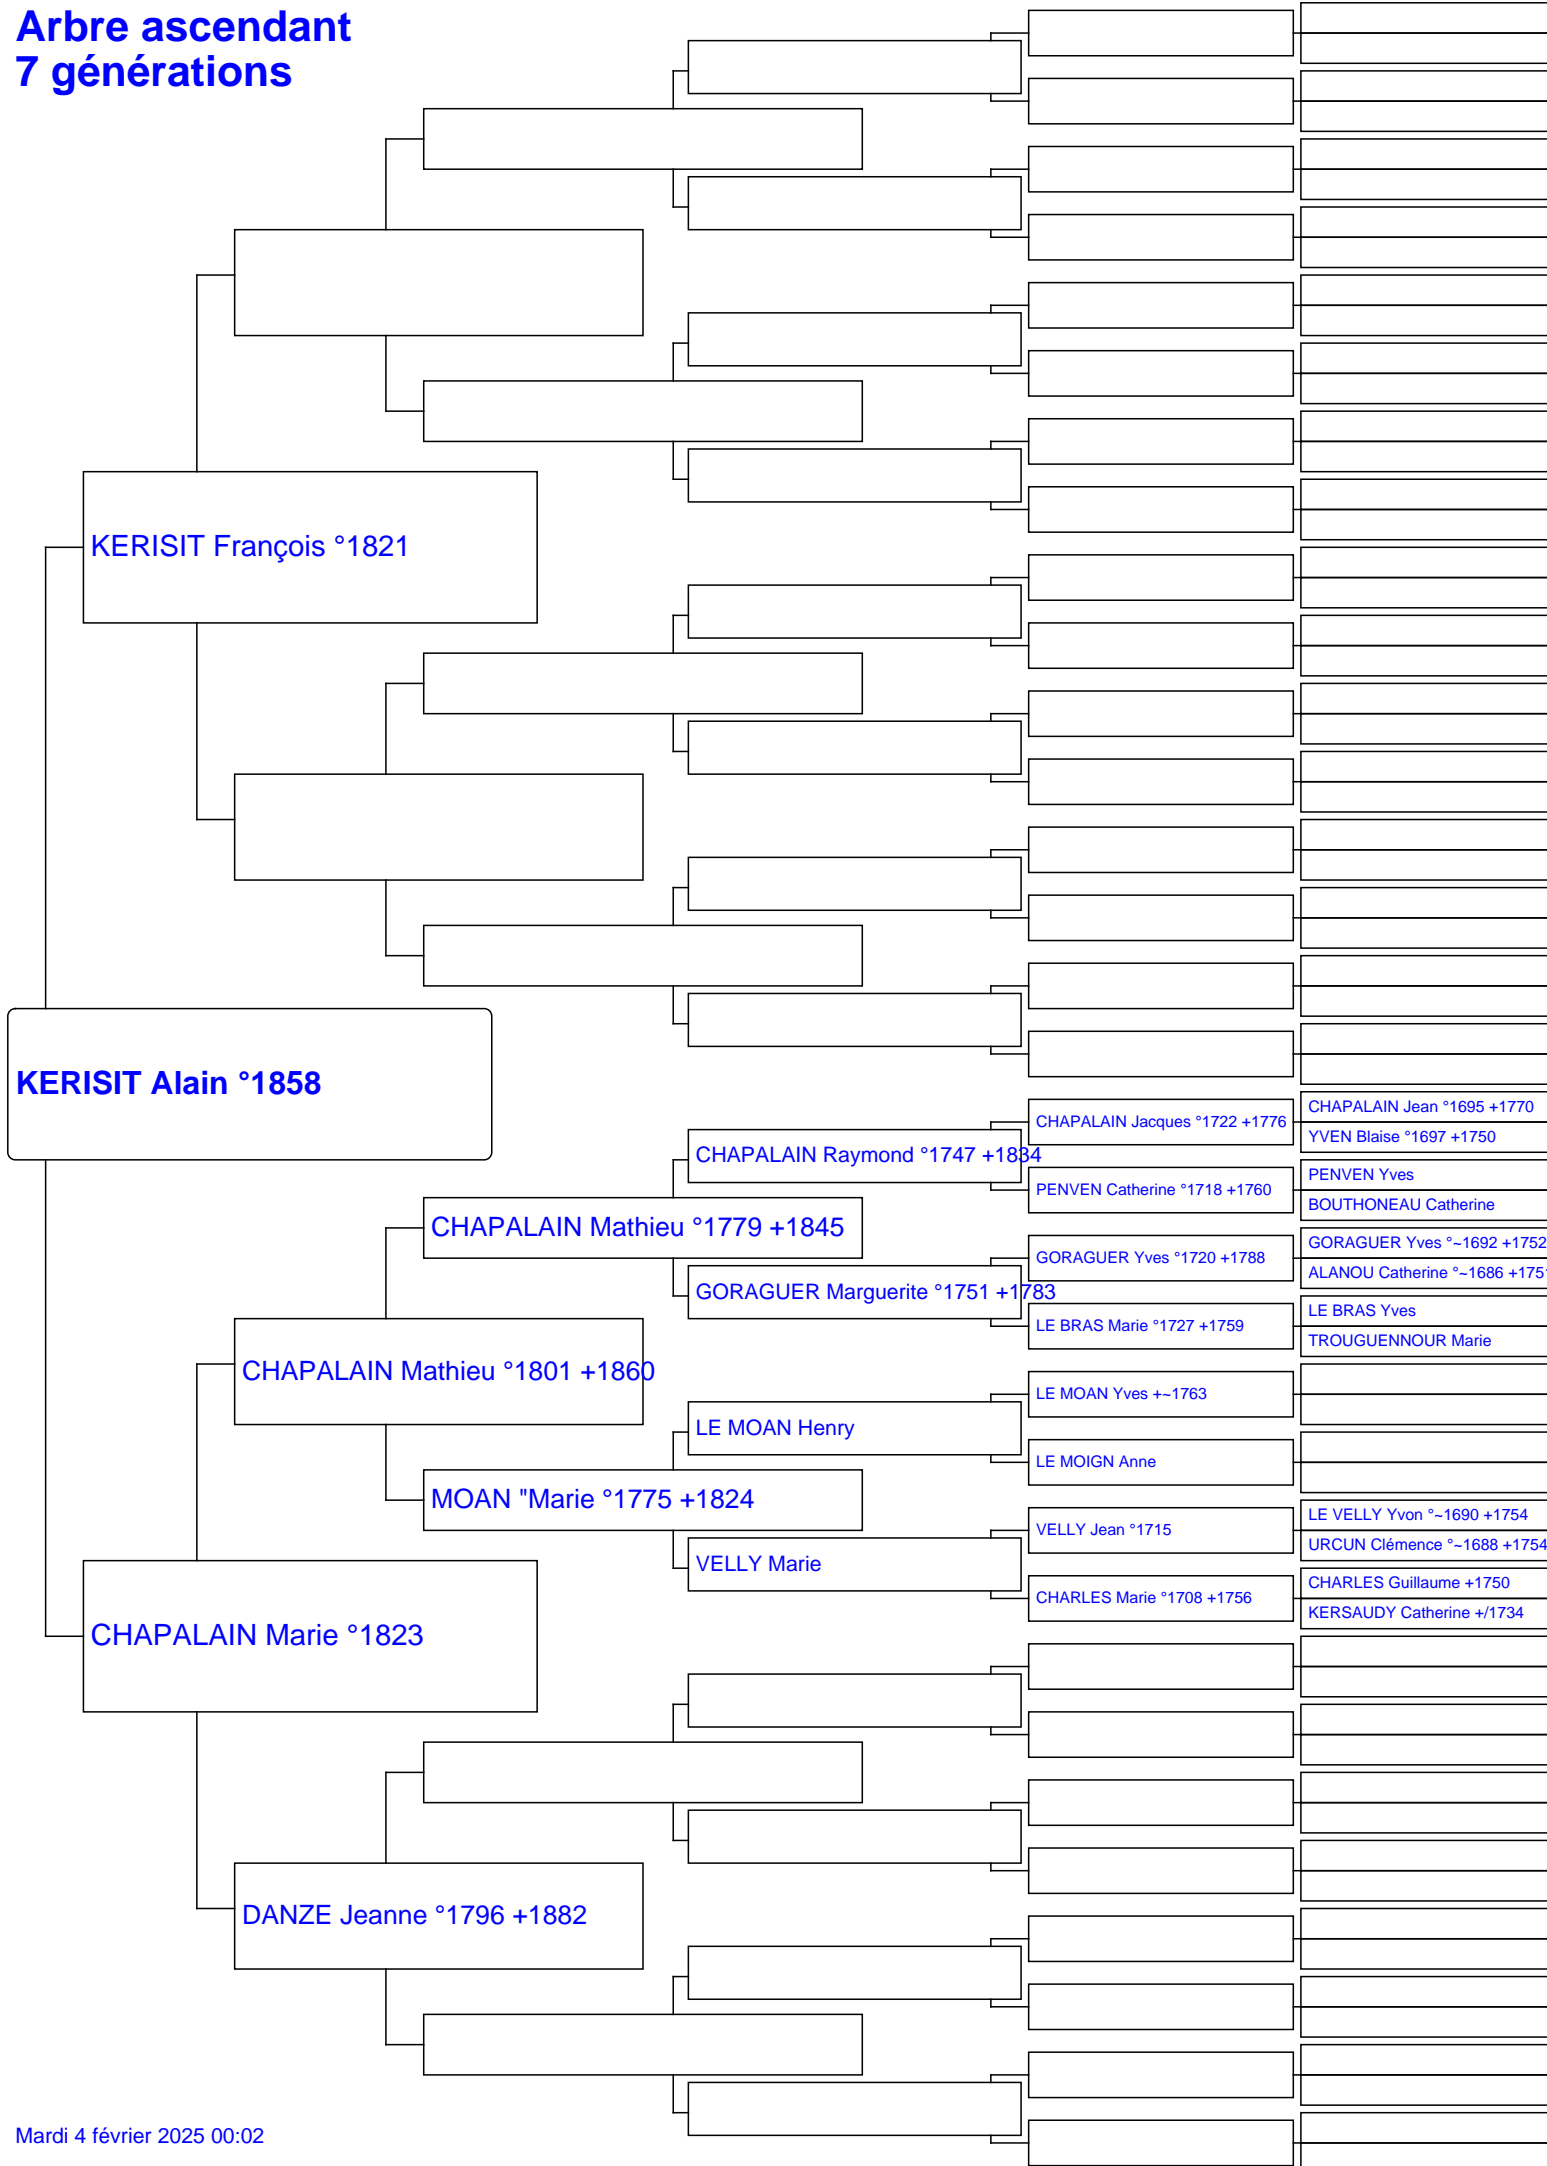 Arbre ascendant
7 générations
KERISIT François °1821
KERISIT Alain °1858
CHAPALAIN Jean °1695 +1770
CHAPALAIN Jacques °1722 +1776
YVEN Blaise °1697 +1750
CHAPALAIN Raymond °1747 +1834
PENVEN Yves
PENVEN Catherine °1718 +1760
BOUTHONEAU Catherine
CHAPALAIN Mathieu °1779 +1845
GORAGUER Yves °~1692 +1752
GORAGUER Yves °1720 +1788
ALANOU Catherine °~1686 +1751
GORAGUER Marguerite °1751 +1783
LE BRAS Yves
LE BRAS Marie °1727 +1759
TROUGUENNOUR Marie
CHAPALAIN Mathieu °1801 +1860
LE MOAN Yves +~1763
LE MOAN Henry
LE MOIGN Anne
MOAN "Marie °1775 +1824
LE VELLY Yvon °~1690 +1754
VELLY Jean °1715
URCUN Clémence °~1688 +1754
VELLY Marie
CHARLES Guillaume +1750
CHARLES Marie °1708 +1756
KERSAUDY Catherine +/1734
CHAPALAIN Marie °1823
DANZE Jeanne °1796 +1882
Mardi 4 février 2025 00:02